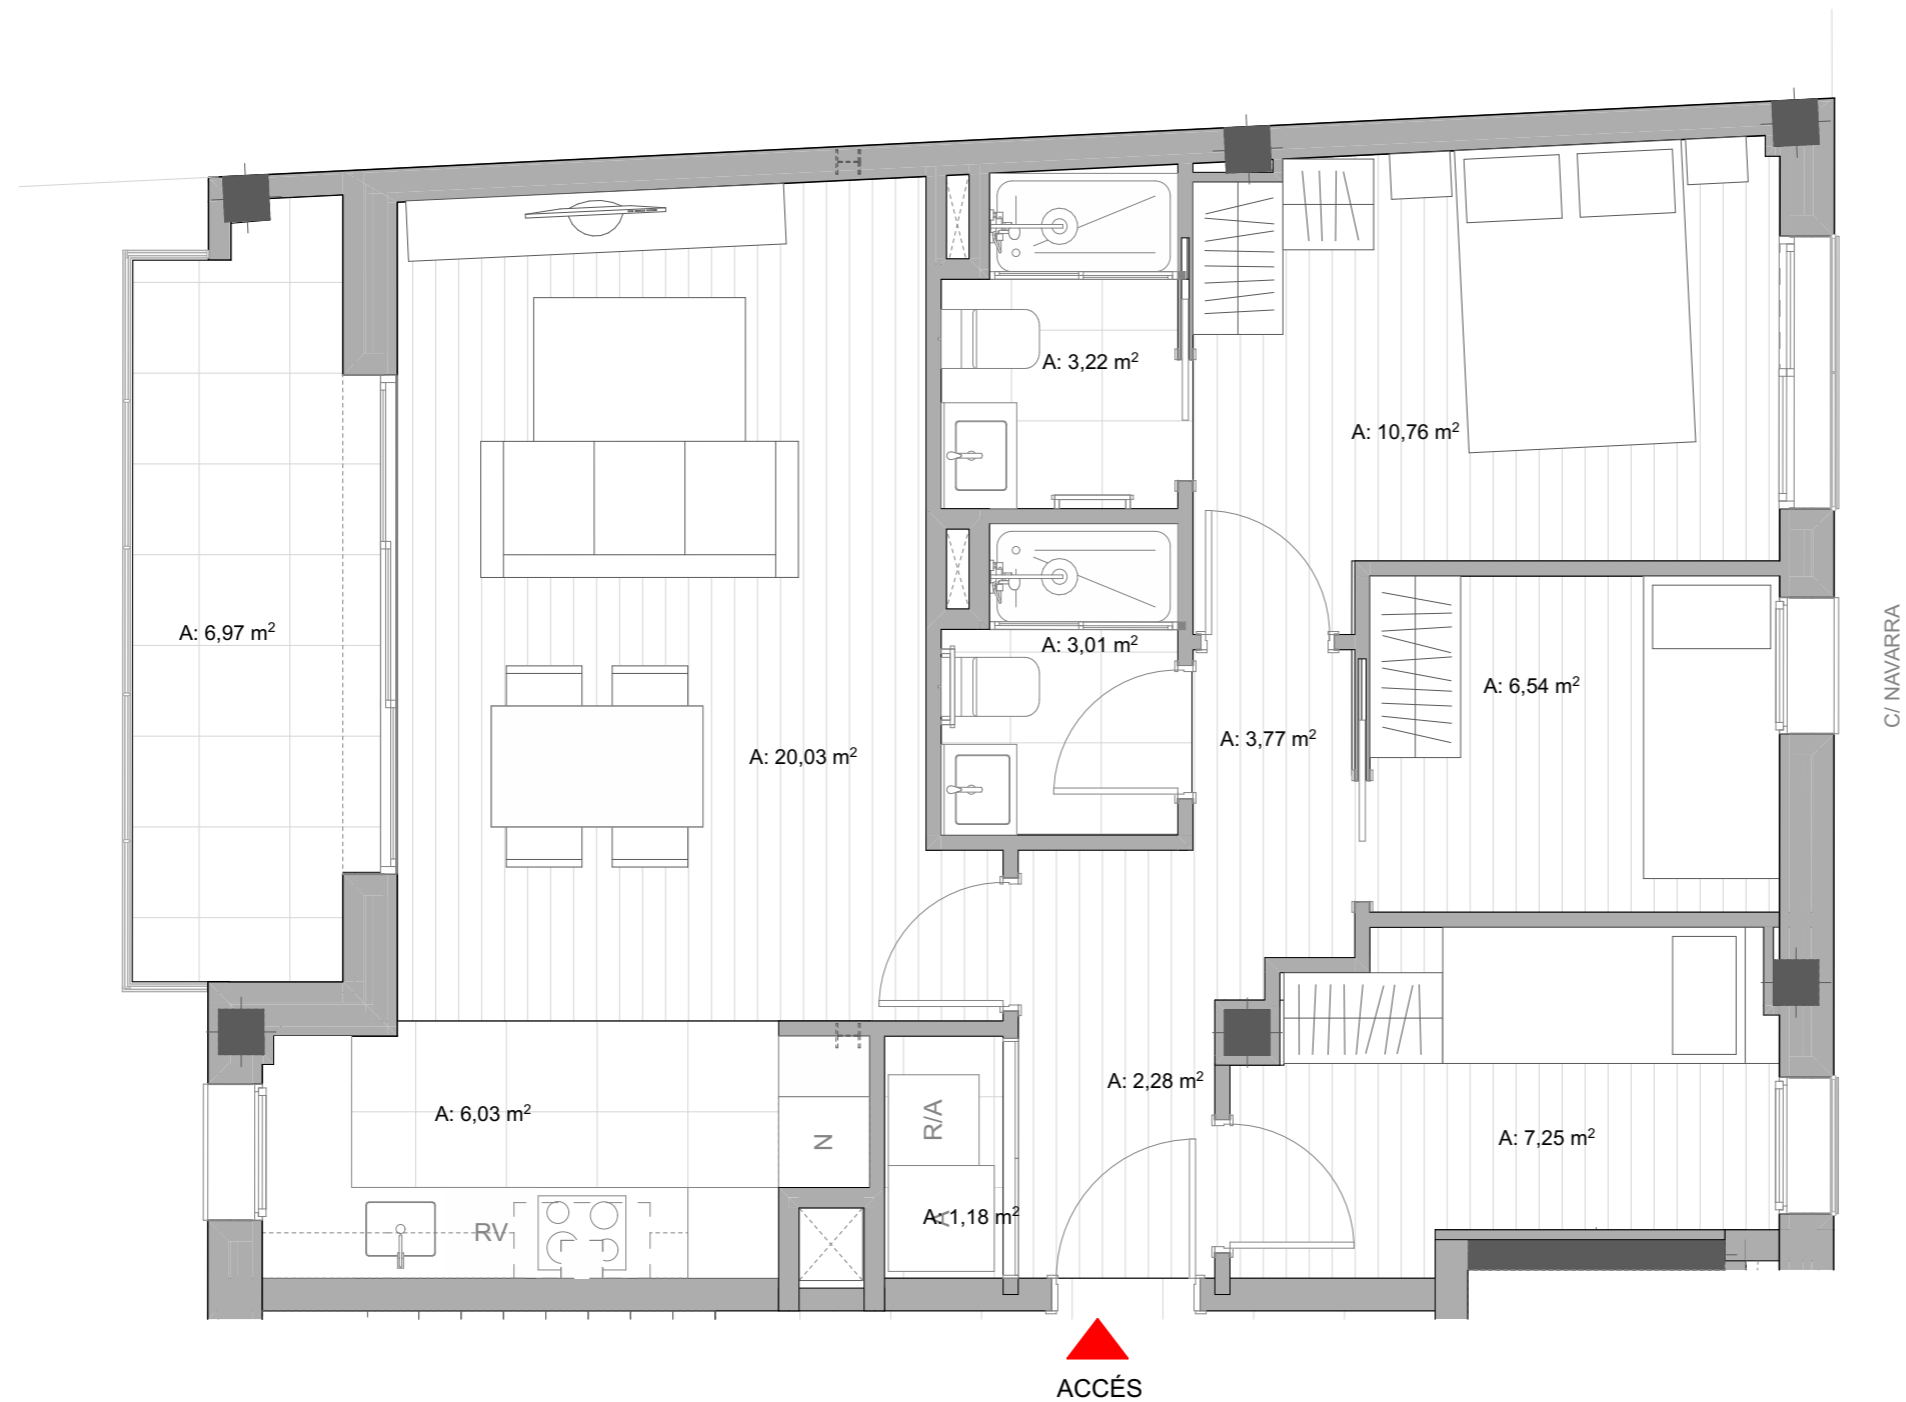 A: 3,22 m²
A: 10,76 m²
A: 6,97 m²
A: 3,01 m²
A: 6,54 m²
C/ NAVARRA
A: 20,03 m²
A: 3,77 m²
A: 2,28 m²
A: 6,03 m²
R/A
N
A: 7,25 m²
A
A: 1,18 m²
RV
ACCÉS